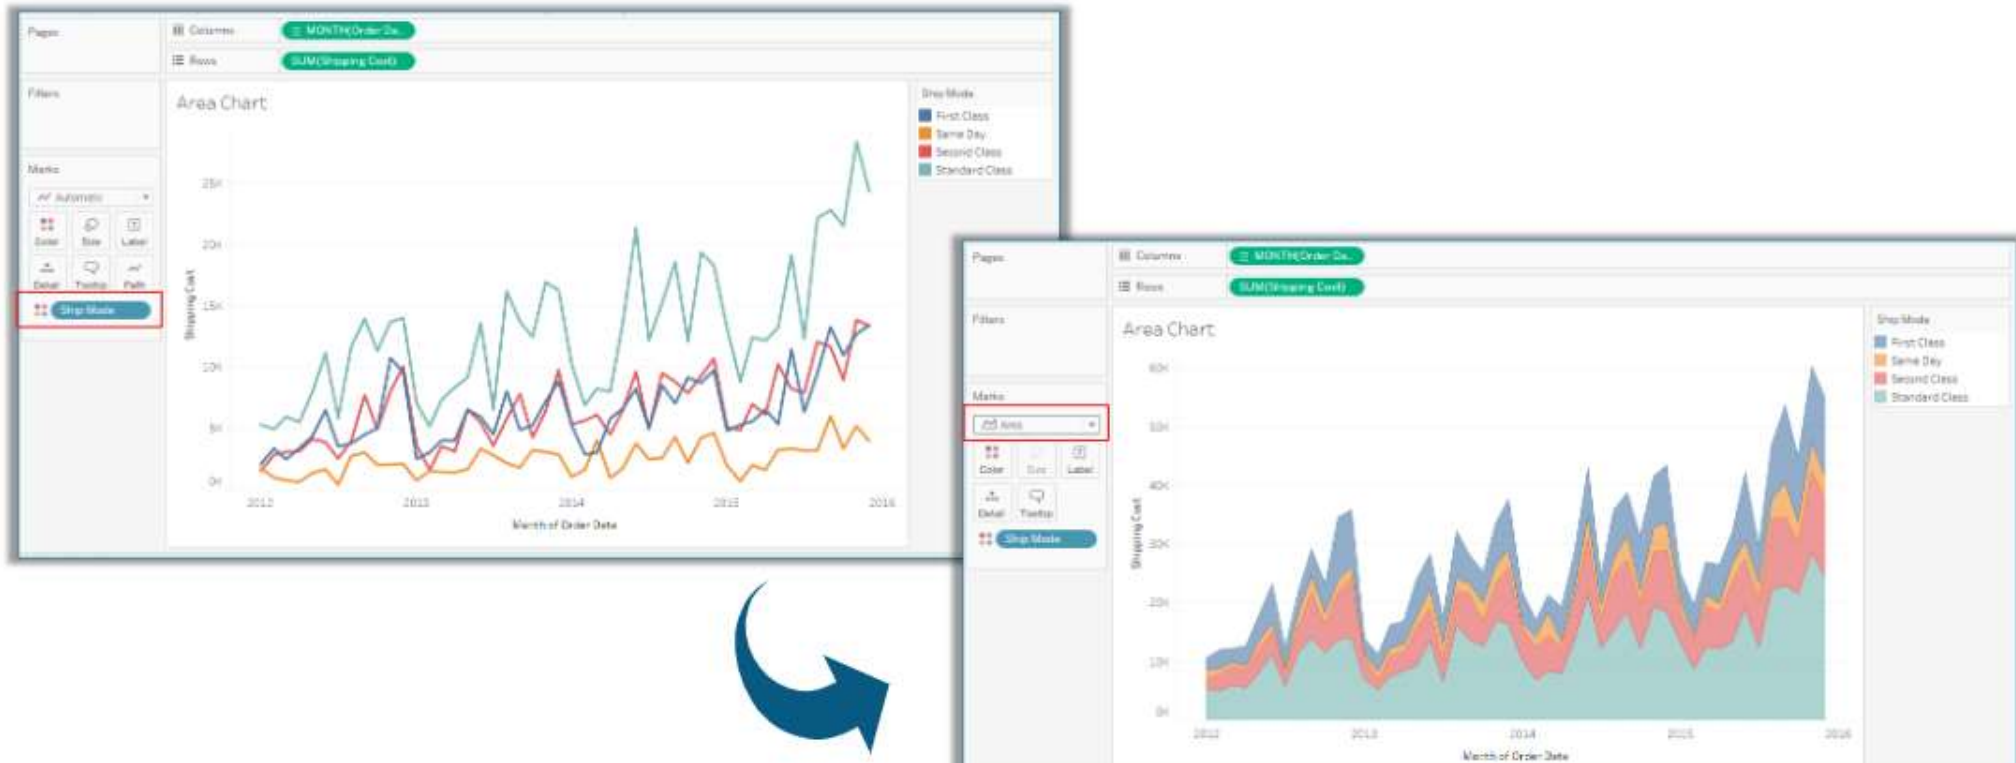 Pages
Columns
MONTH(Order Da..
Rows
SUM(Shipping Cost)
Filters
Area Chart
Ship Mode
First Class
Same Day
Second Class
Standard Class
Marks
Automatic
Color
Size
Label
Detail
Tooltip
Path
Ship Mode
Shipping Cost
25K
20K
15K
10K
5K
0K
2012
2013
2014
2015
2016
Month of Order Date
Pages
Columns
MONTH(Order Da..
Rows
SUM(Shipping Cost)
Filters
Area Chart
Ship Mode
First Class
Same Day
Second Class
Standard Class
Marks
Area
Color
Size
Label
Detail
Tooltip
Ship Mode
Shipping Cost
60K
50K
40K
30K
20K
10K
0K
2012
2013
2014
2015
2016
Month of Order Date